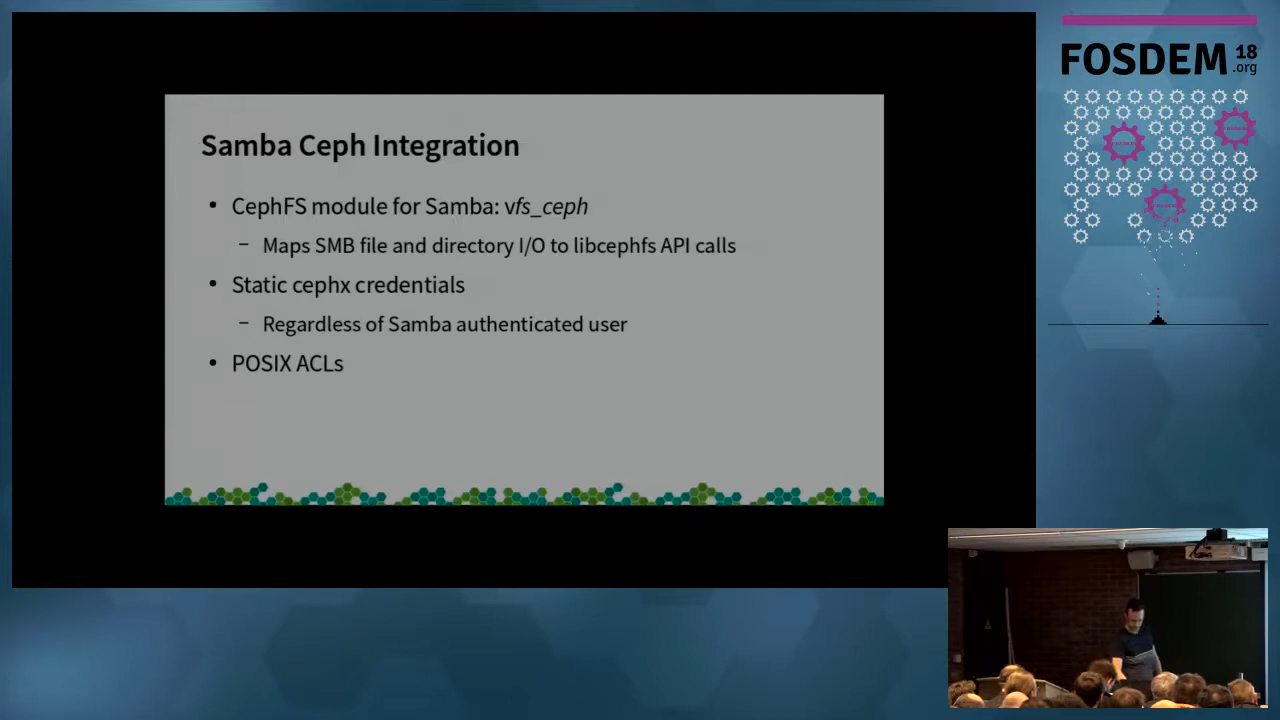 Samba Ceph Integration
• CephFS module for Samba: vfs_ceph
– Maps SMB file and directory I/O to libcephfs API calls
• Static cephx credentials
– Regardless of Samba authenticated user
• POSIX ACLs
FOSDEM 18
.org